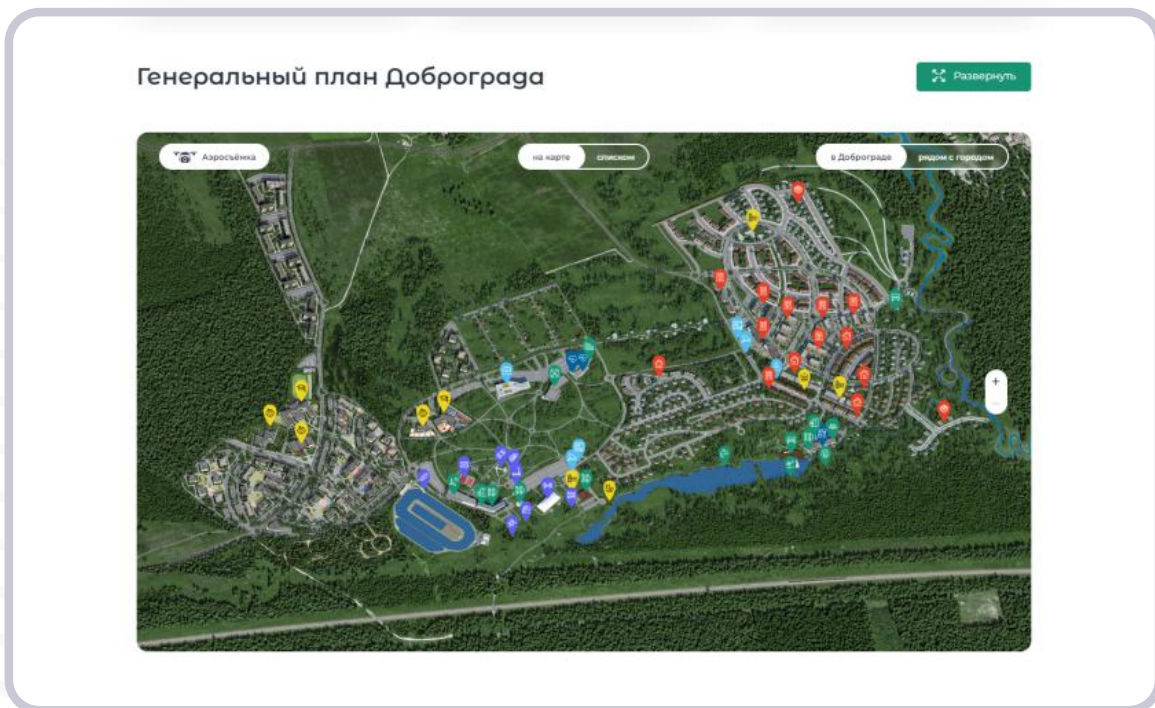 Генеральный план Доброграда
Развернуть
Аэросъёмка
на карте
списком
в Доброграде
рядом с городом
+